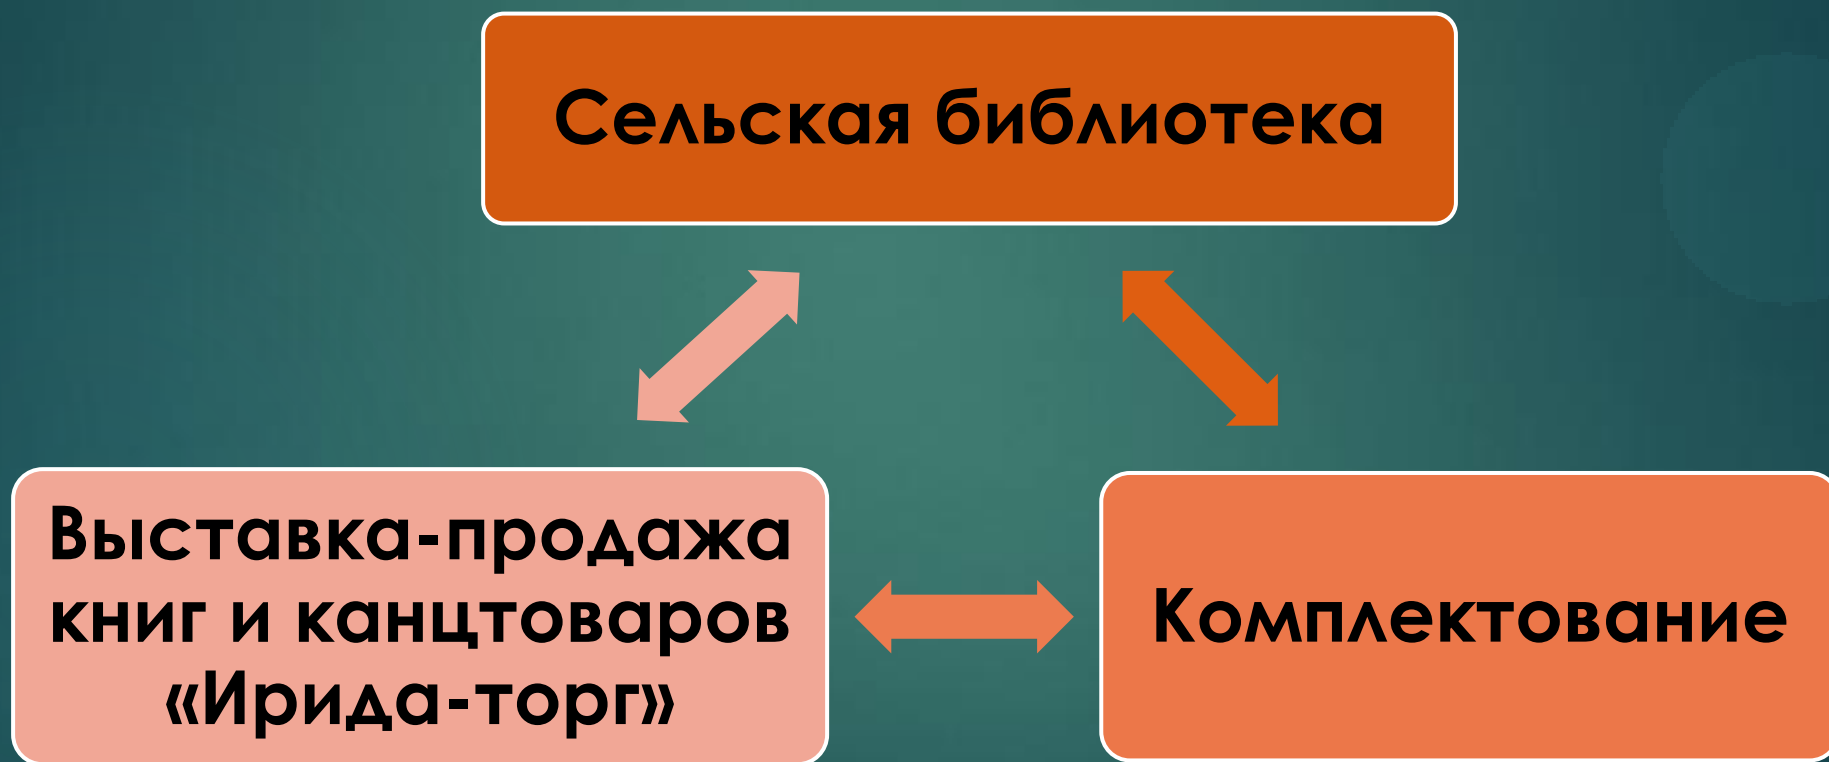 Сельская библиотека
Выставка-продажа
книг и канцтоваров
«Ирида-торг»
Комплектование